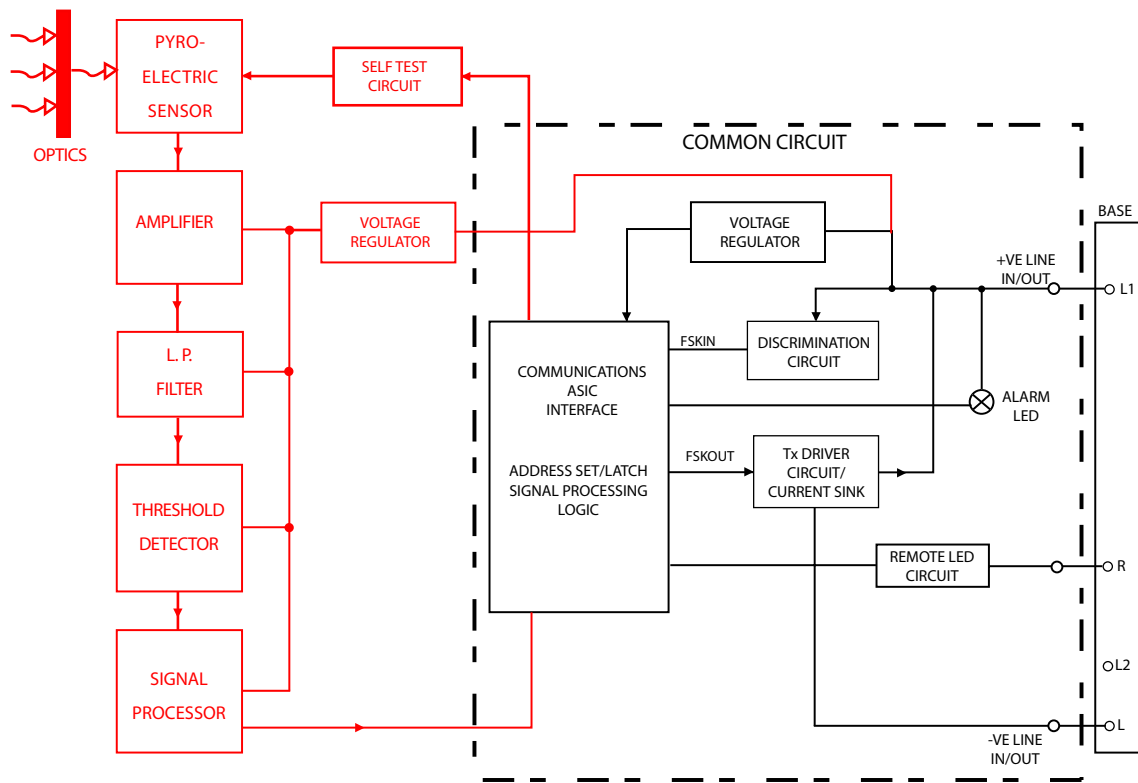 PYRO-
ELECTRIC
SENSOR
OPTICS
SELF TEST
CIRCUIT
COMMON CIRCUIT
AMPLIFIER
VOLTAGE
REGULATOR
VOLTAGE
REGULATOR
BASE
+VE LINE
IN/OUT
L1
L. P.
FILTER
FSKIN
DISCRIMINATION
CIRCUIT
COMMUNICATIONS
ASIC
INTERFACE
ALARM
LED
ADDRESS SET/LATCH
SIGNAL PROCESSING
LOGIC
FSKOUT
Tx DRIVER
CIRCUIT/
CURRENT SINK
THRESHOLD
DETECTOR
REMOTE LED
CIRCUIT
R
SIGNAL
PROCESSOR
L2
L
-VE LINE
IN/OUT